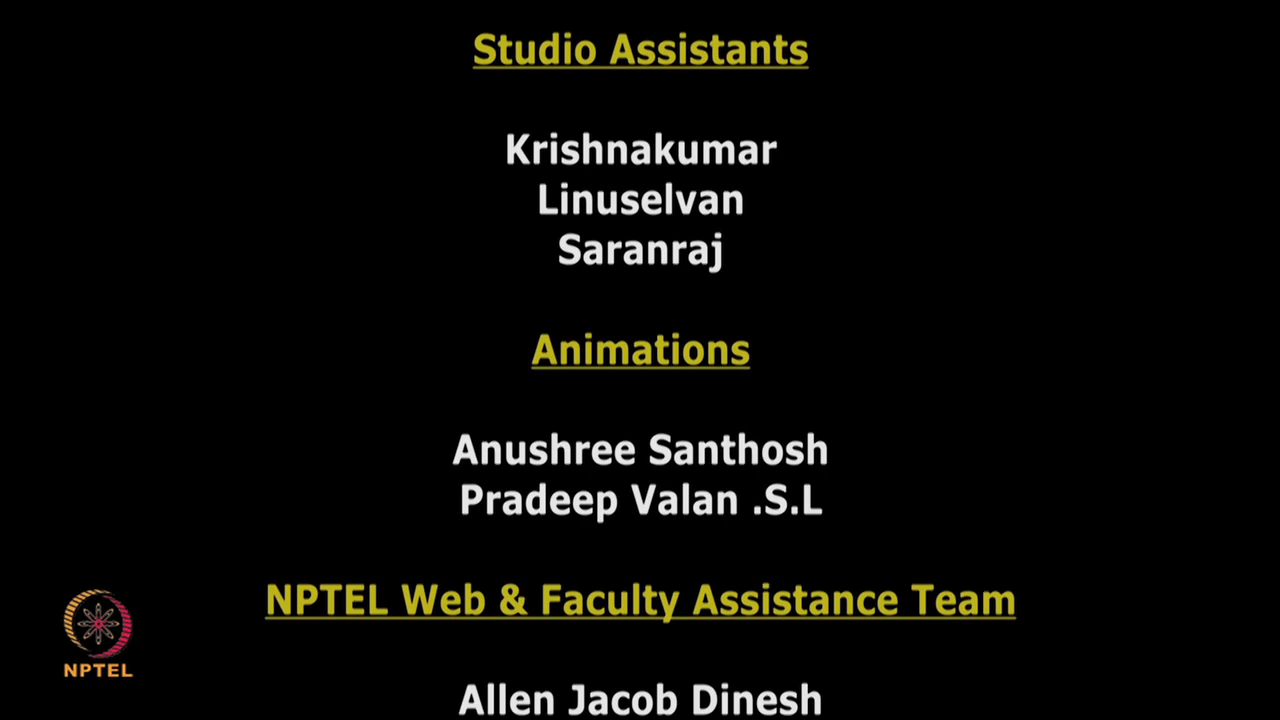 Studio Assistants
Krishnakumar
Linuselvan
Saranraj
Animations
Anushree Santhosh
Pradeep Valan .S.L
NPTEL Web & Faculty Assistance Team
NPTEL
Allen Jacob Dinesh